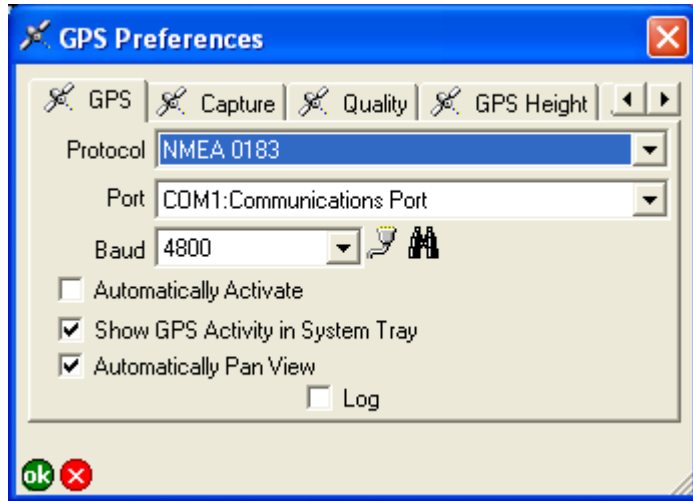 GPS Preferences
GPS Capture Quality GPS Height
Protocol NMEA 0183
Port COM1:Communications Port
Baud 4800
Automatically Activate
Show GPS Activity in System Tray
Automatically Pan View
Log
ok